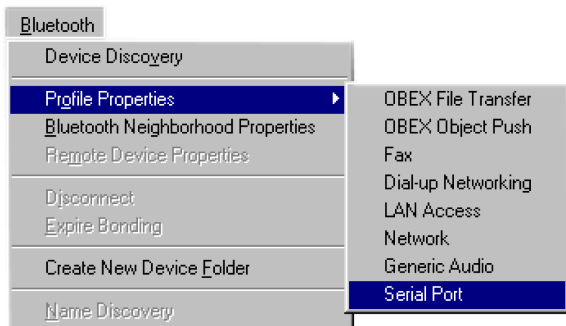 Bluetooth
Device Discovery
Profile Properties
Bluetooth Neighborhood Properties
Remote Device Properties
Disconnect
Expire Bonding
Create New Device Folder
Name Discovery
OBEX File Transfer
OBEX Object Push
Fax
Dial-up Networking
LAN Access
Network
Generic Audio
Serial Port